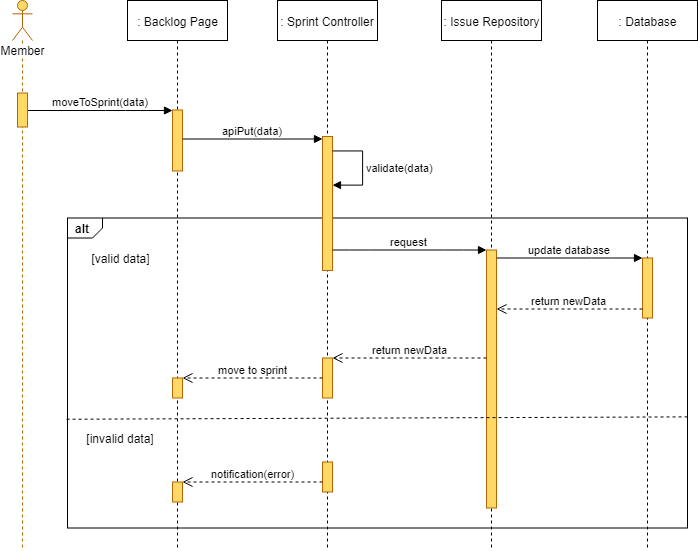 : Backlog Page
: Sprint Controller
: Issue Repository
: Database
Member
moveToSprint(data)
apiPut(data)
validate(data)
alt
request
[valid data]
update database
return newData
return newData
move to sprint
[invalid data]
notification(error)